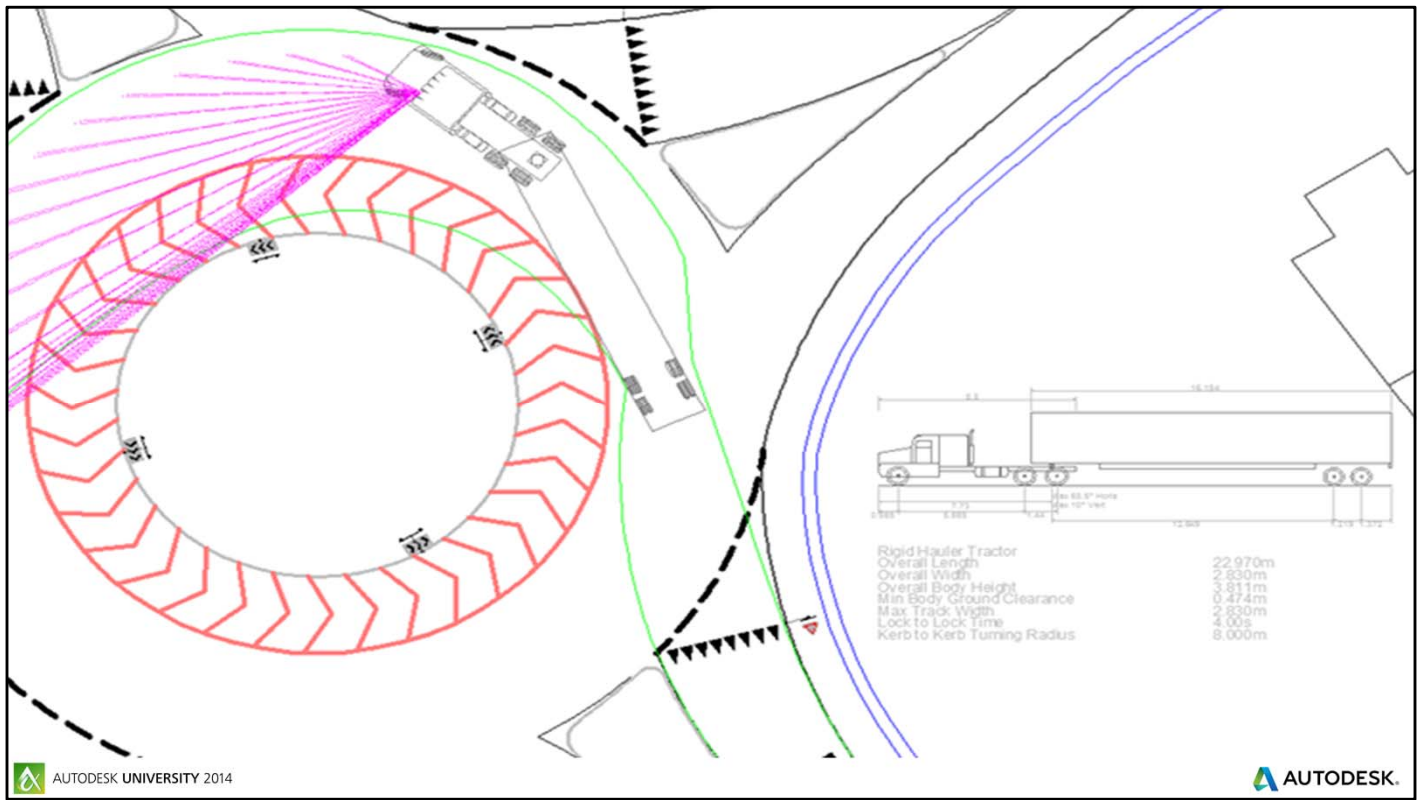 16.154
Rigid Hauler Tractor
Overall Length 22.970m
Overall Width 2.830m
Overall Body Height 3.811m
Min Body Ground Clearance 0.474m
Max Track Width 2.830m
Lock to Lock Time 4.00s
Kerb to Kerb Turning Radius 8.000m
AUTODESK UNIVERSITY 2014
AUTODESK.